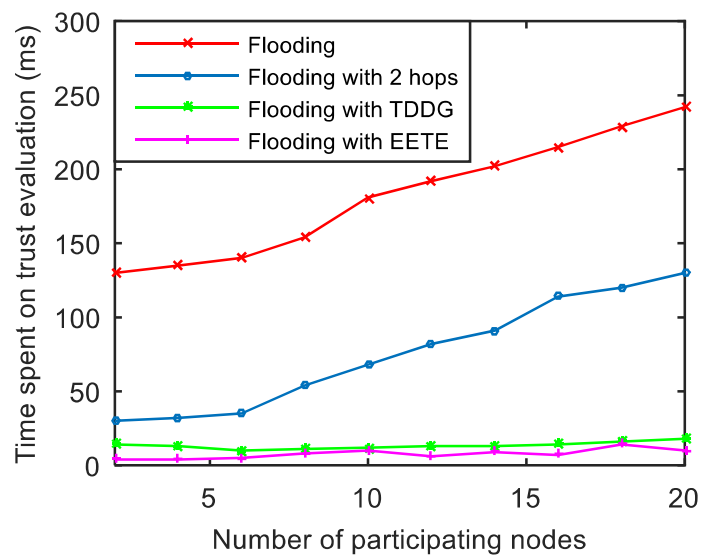 300
250
200
150
100
50
0
Time spent on trust evaluation (ms)
Flooding
Flooding with 2 hops
Flooding with TDDG
Flooding with EETE
5
10
15
20
Number of participating nodes